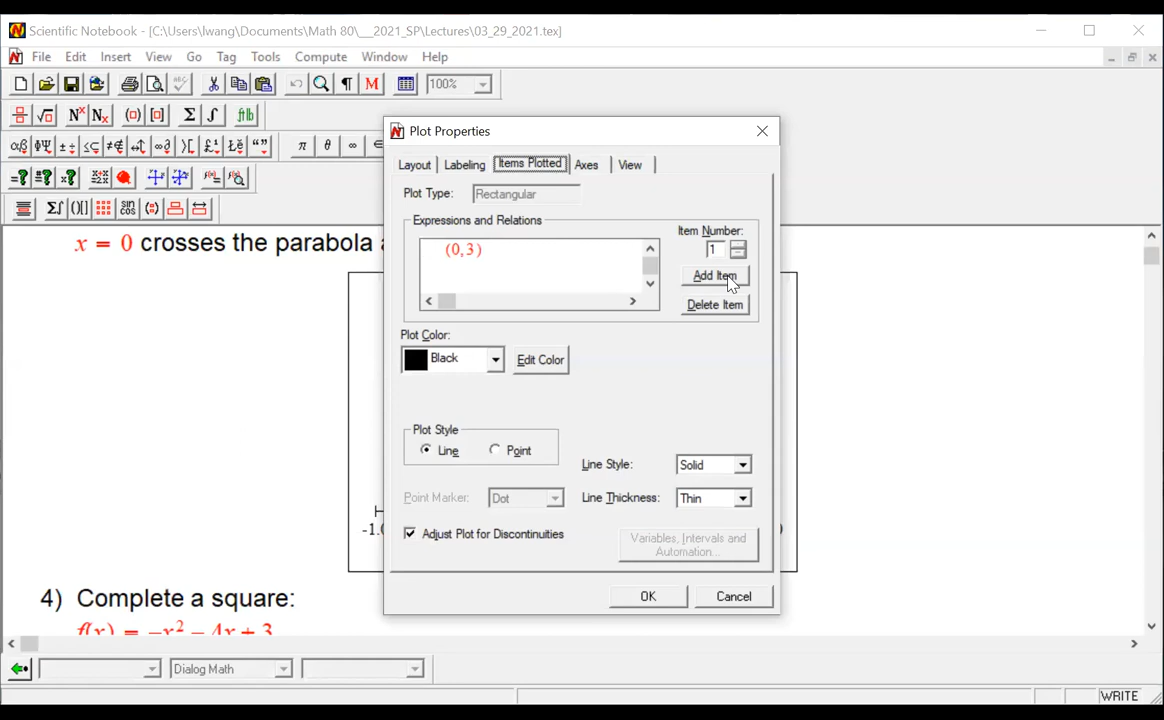 Scientific Notebook - [C:\Users\lwang\Documents\Math 80\__2021_SP\Lectures\03_29_2021.tex]
File Edit Insert View Go Tag Tools Compute Window Help
100%
x = 0 crosses the parabola
Plot Properties
Layout Labeling Items Plotted Axes View
Plot Type: Rectangular
Expressions and Relations
Item Number:
(0,3)
1
Add Item
Delete Item
Plot Color:
Black
Edit Color
Plot Style
Line Point
Line Style: Solid
Point Marker: Dot
Line Thickness: Thin
Adjust Plot for Discontinuities
Variables, Intervals and
Automation...
OK Cancel
4) Complete a square:
f(x) = −x² − 4x + 3
Dialog Math
WRITE